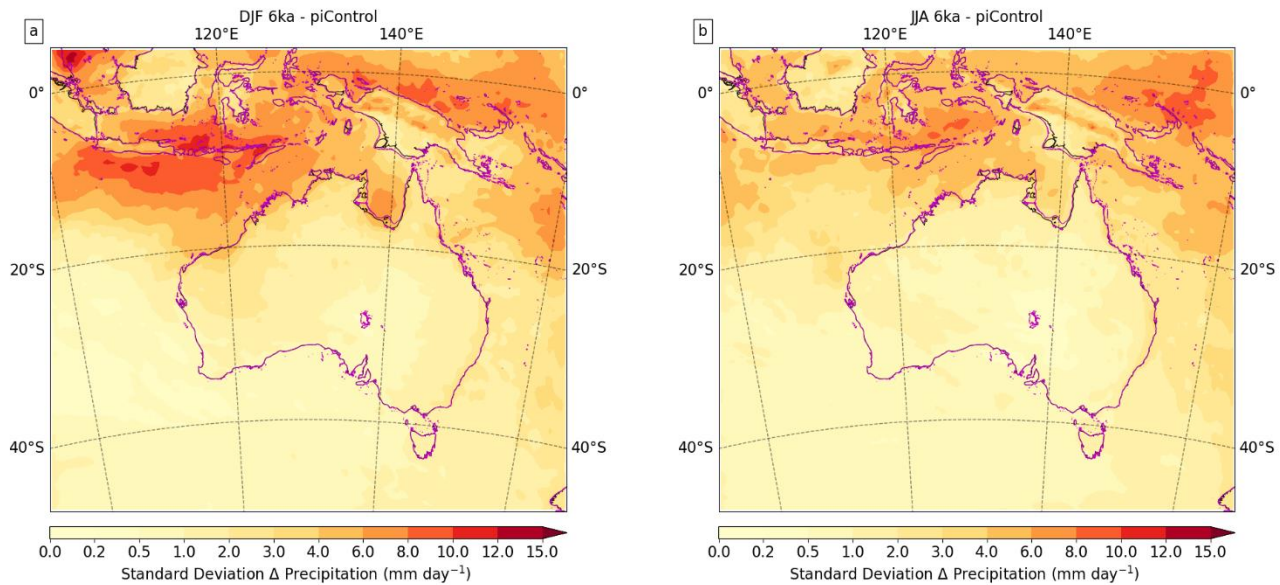 a
DJF 6ka - piControl
120°E 140°E
0° 0°
20°S 20°S
40°S 40°S
0.0 0.2 0.5 1.0 3.0 4.0 6.0 8.0 10.0 12.0 15.0
Standard Deviation Δ Precipitation (mm day⁻¹)
b
JJA 6ka - piControl
120°E 140°E
0° 0°
20°S 20°S
40°S 40°S
0.0 0.2 0.5 1.0 3.0 4.0 6.0 8.0 10.0 12.0 15.0
Standard Deviation Δ Precipitation (mm day⁻¹)